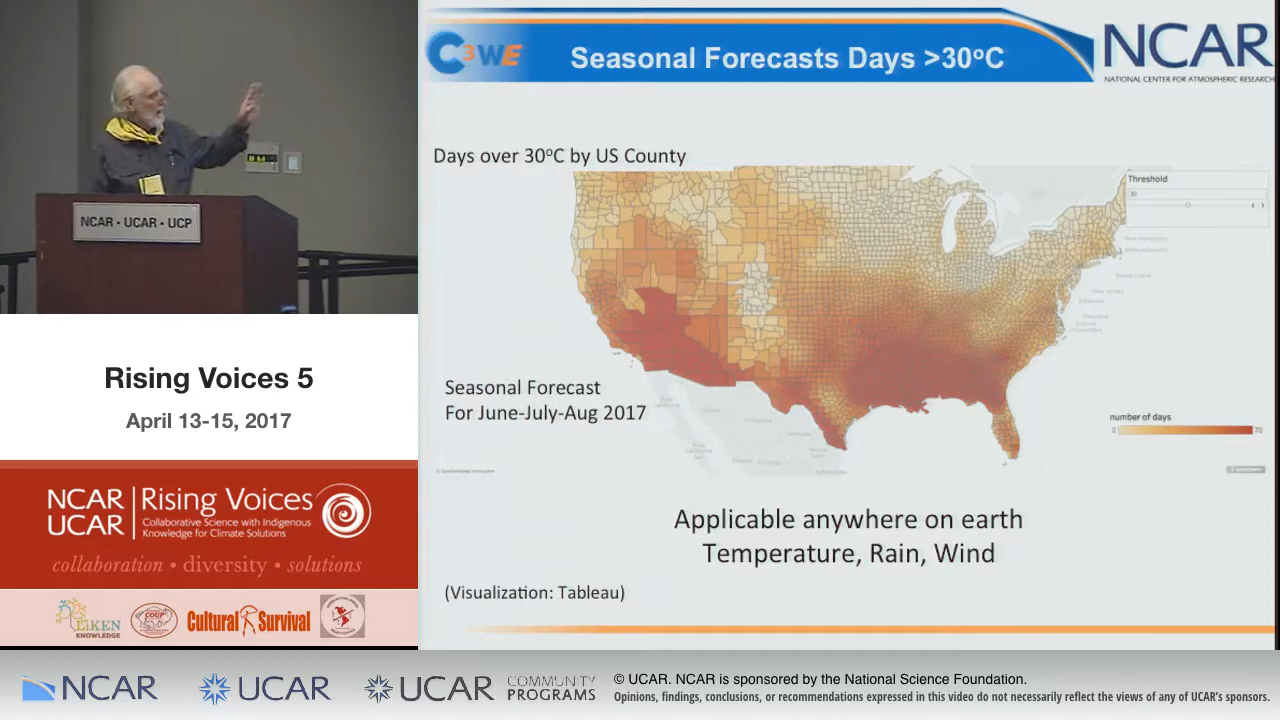 NCAR • UCAR • UCP
Rising Voices 5
April 13-15, 2017
NCAR
UCAR
Rising Voices
Collaborative Science with Indigenous
Knowledge for Climate Solutions
collaboration • diversity • solutions
LiKEN
KNOWLEDGE
Cultural Survival
C3WE
Seasonal Forecasts Days >30°C
NCAR
NATIONAL CENTER FOR ATMOSPHERIC RESEARCH
Days over 30°C by US County
Threshold
30
Seasonal Forecast
For June-July-Aug 2017
number of days
0 70
Applicable anywhere on earth
Temperature, Rain, Wind
(Visualization: Tableau)
NCAR
UCAR
UCAR
COMMUNITY
PROGRAMS
© UCAR. NCAR is sponsored by the National Science Foundation.
Opinions, findings, conclusions, or recommendations expressed in this video do not necessarily reflect the views of any of UCAR's sponsors.